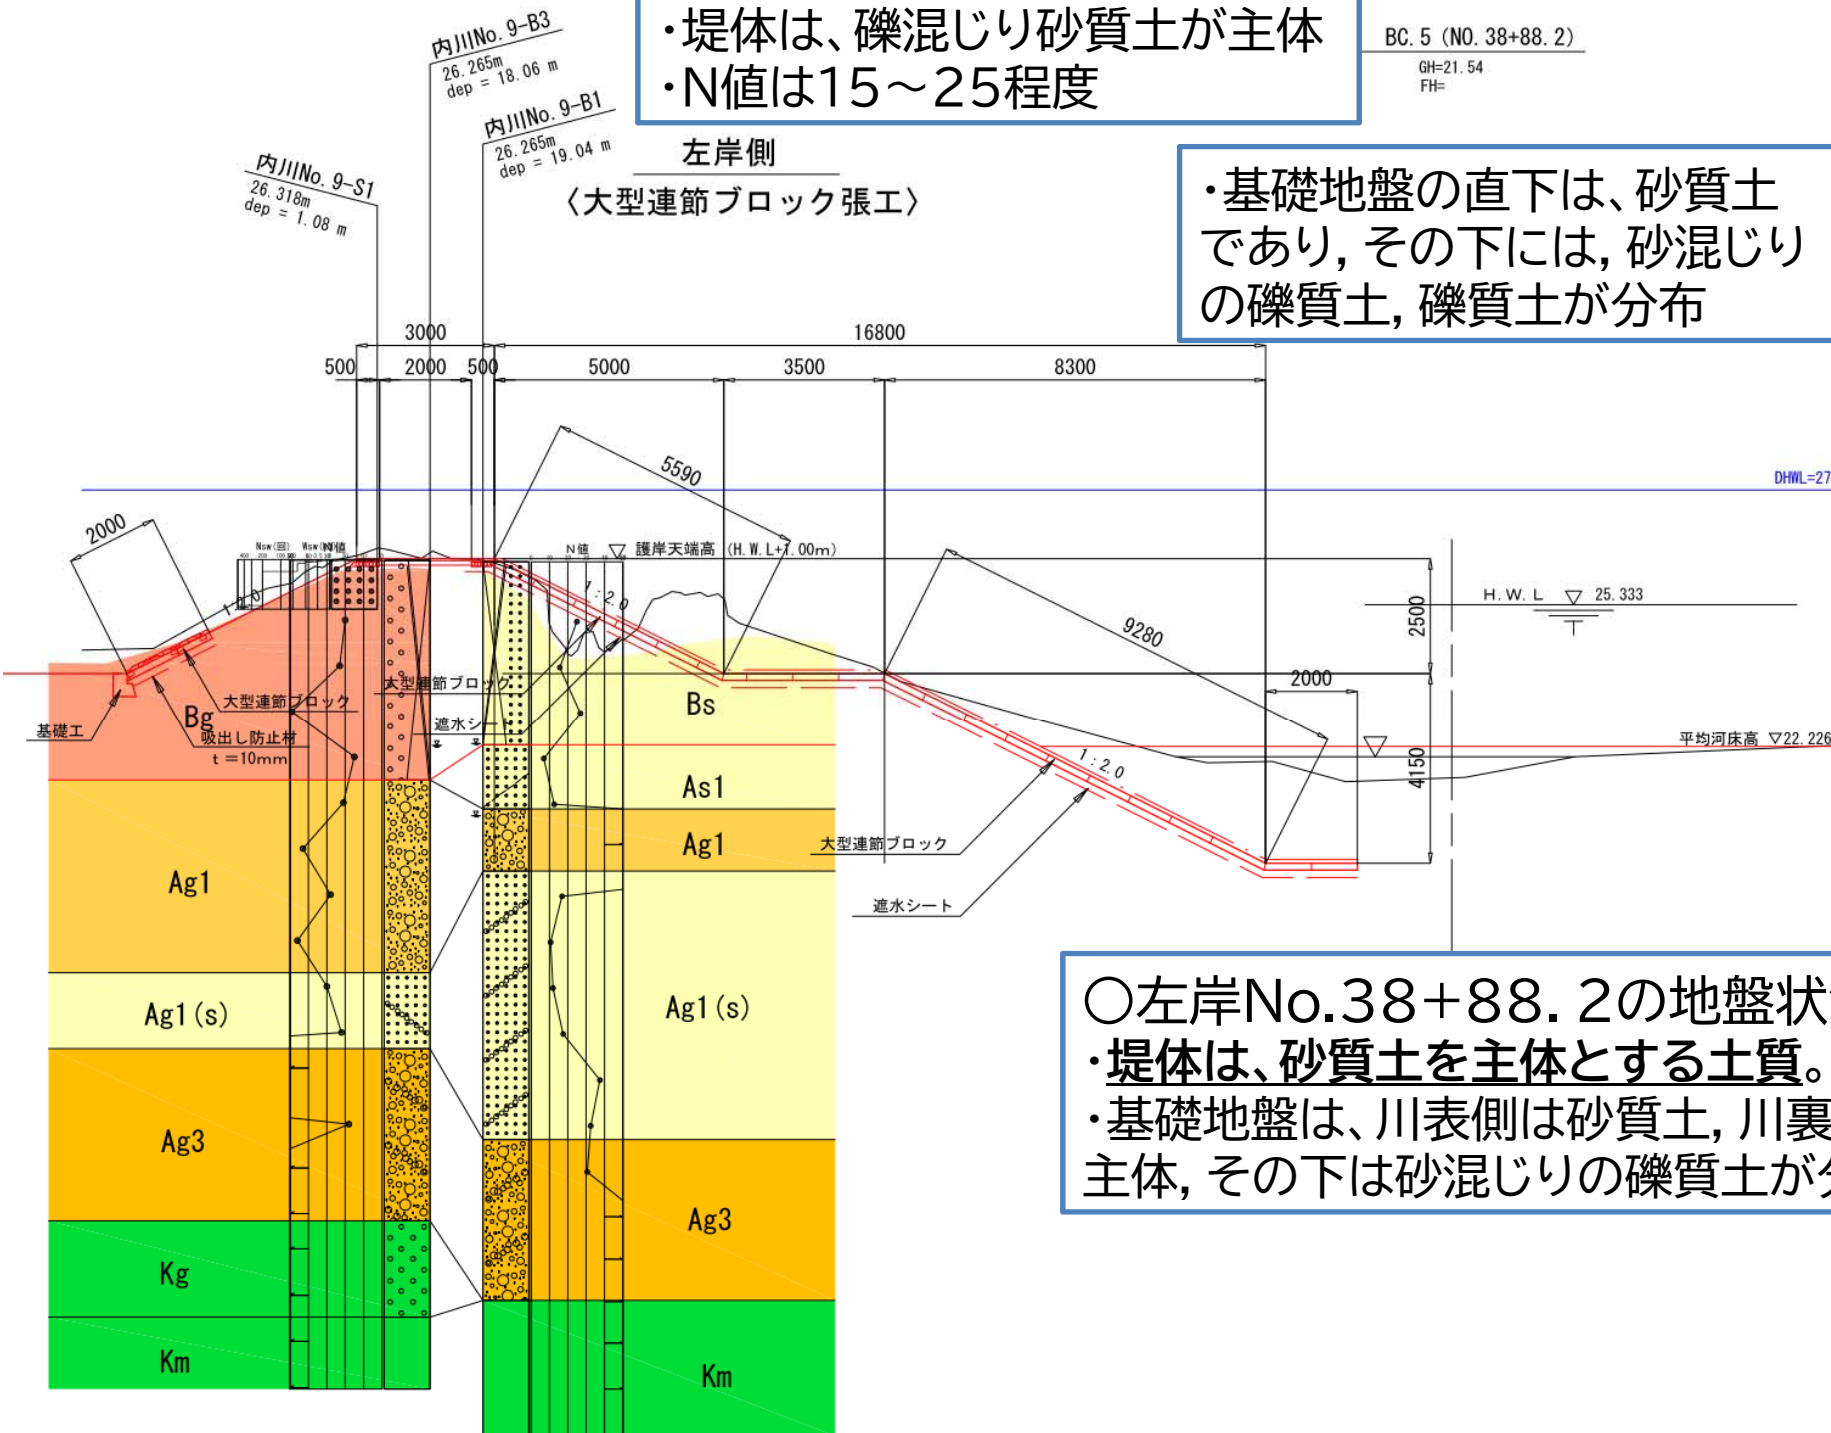 ・堤体は、礫混じり砂質土が主体
・N値は15～25程度
BC.5 (NO.38+88.2)
GH=21.54
FH=
内川No.9-B3
26.265m
dep = 18.06 m
内川No.9-B1
26.265m
dep = 19.04 m
内川No.9-S1
26.318m
dep = 1.08 m
左岸側
〈大型連節ブロック張工〉
・基礎地盤の直下は、砂質土
であり,その下には,砂混じり
の礫質土,礫質土が分布
3000
16800
500
2000
500
5000
3500
8300
5590
DHWL=27
2000
Nsw(回)
N値
護岸天端高 (H.W.L+1.00m)
1:2.0
1:2.0
H.W.L ▽ 25.333
2500
9280
2000
大型連節ブロック
大型連節ブロック
Bs
Bg
基礎工
吸出し防止材
t=10mm
遮水シート
平均河床高 ▽22.226
1:2.0
4150
As1
Ag1
大型連節ブロック
Ag1
遮水シート
Ag1(s)
Ag1(s)
○左岸No.38+88.2の地盤状
・堤体は、砂質土を主体とする土質。
・基礎地盤は、川表側は砂質土,川裏
主体,その下は砂混じりの礫質土が
Ag3
Ag3
Kg
Km
Km